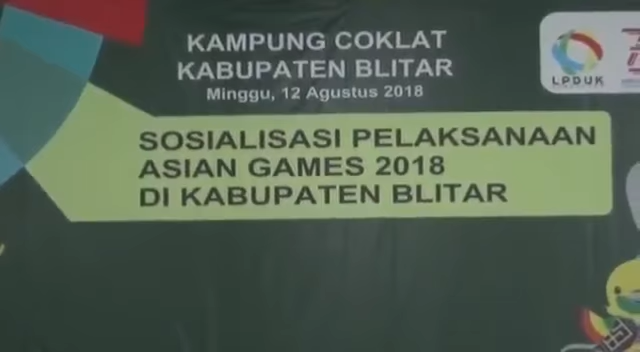 KAMPUNG COKLAT
KABUPATEN BLITAR
Minggu, 12 Agustus 2018
LPDUK
SOSIALISASI PELAKSANAAN
ASIAN GAMES 2018
DI KABUPATEN BLITAR